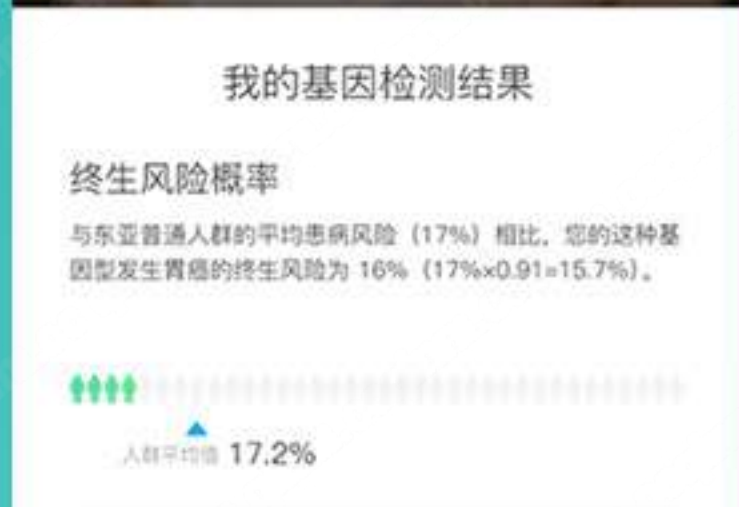 我的基因检测结果
终生风险概率
与东亚普通人群的平均患病风险（17%）相比，您的这种基
因型发生胃癌的终生风险为 16%（17%×0.91=15.7%）。
人群平均值 17.2%